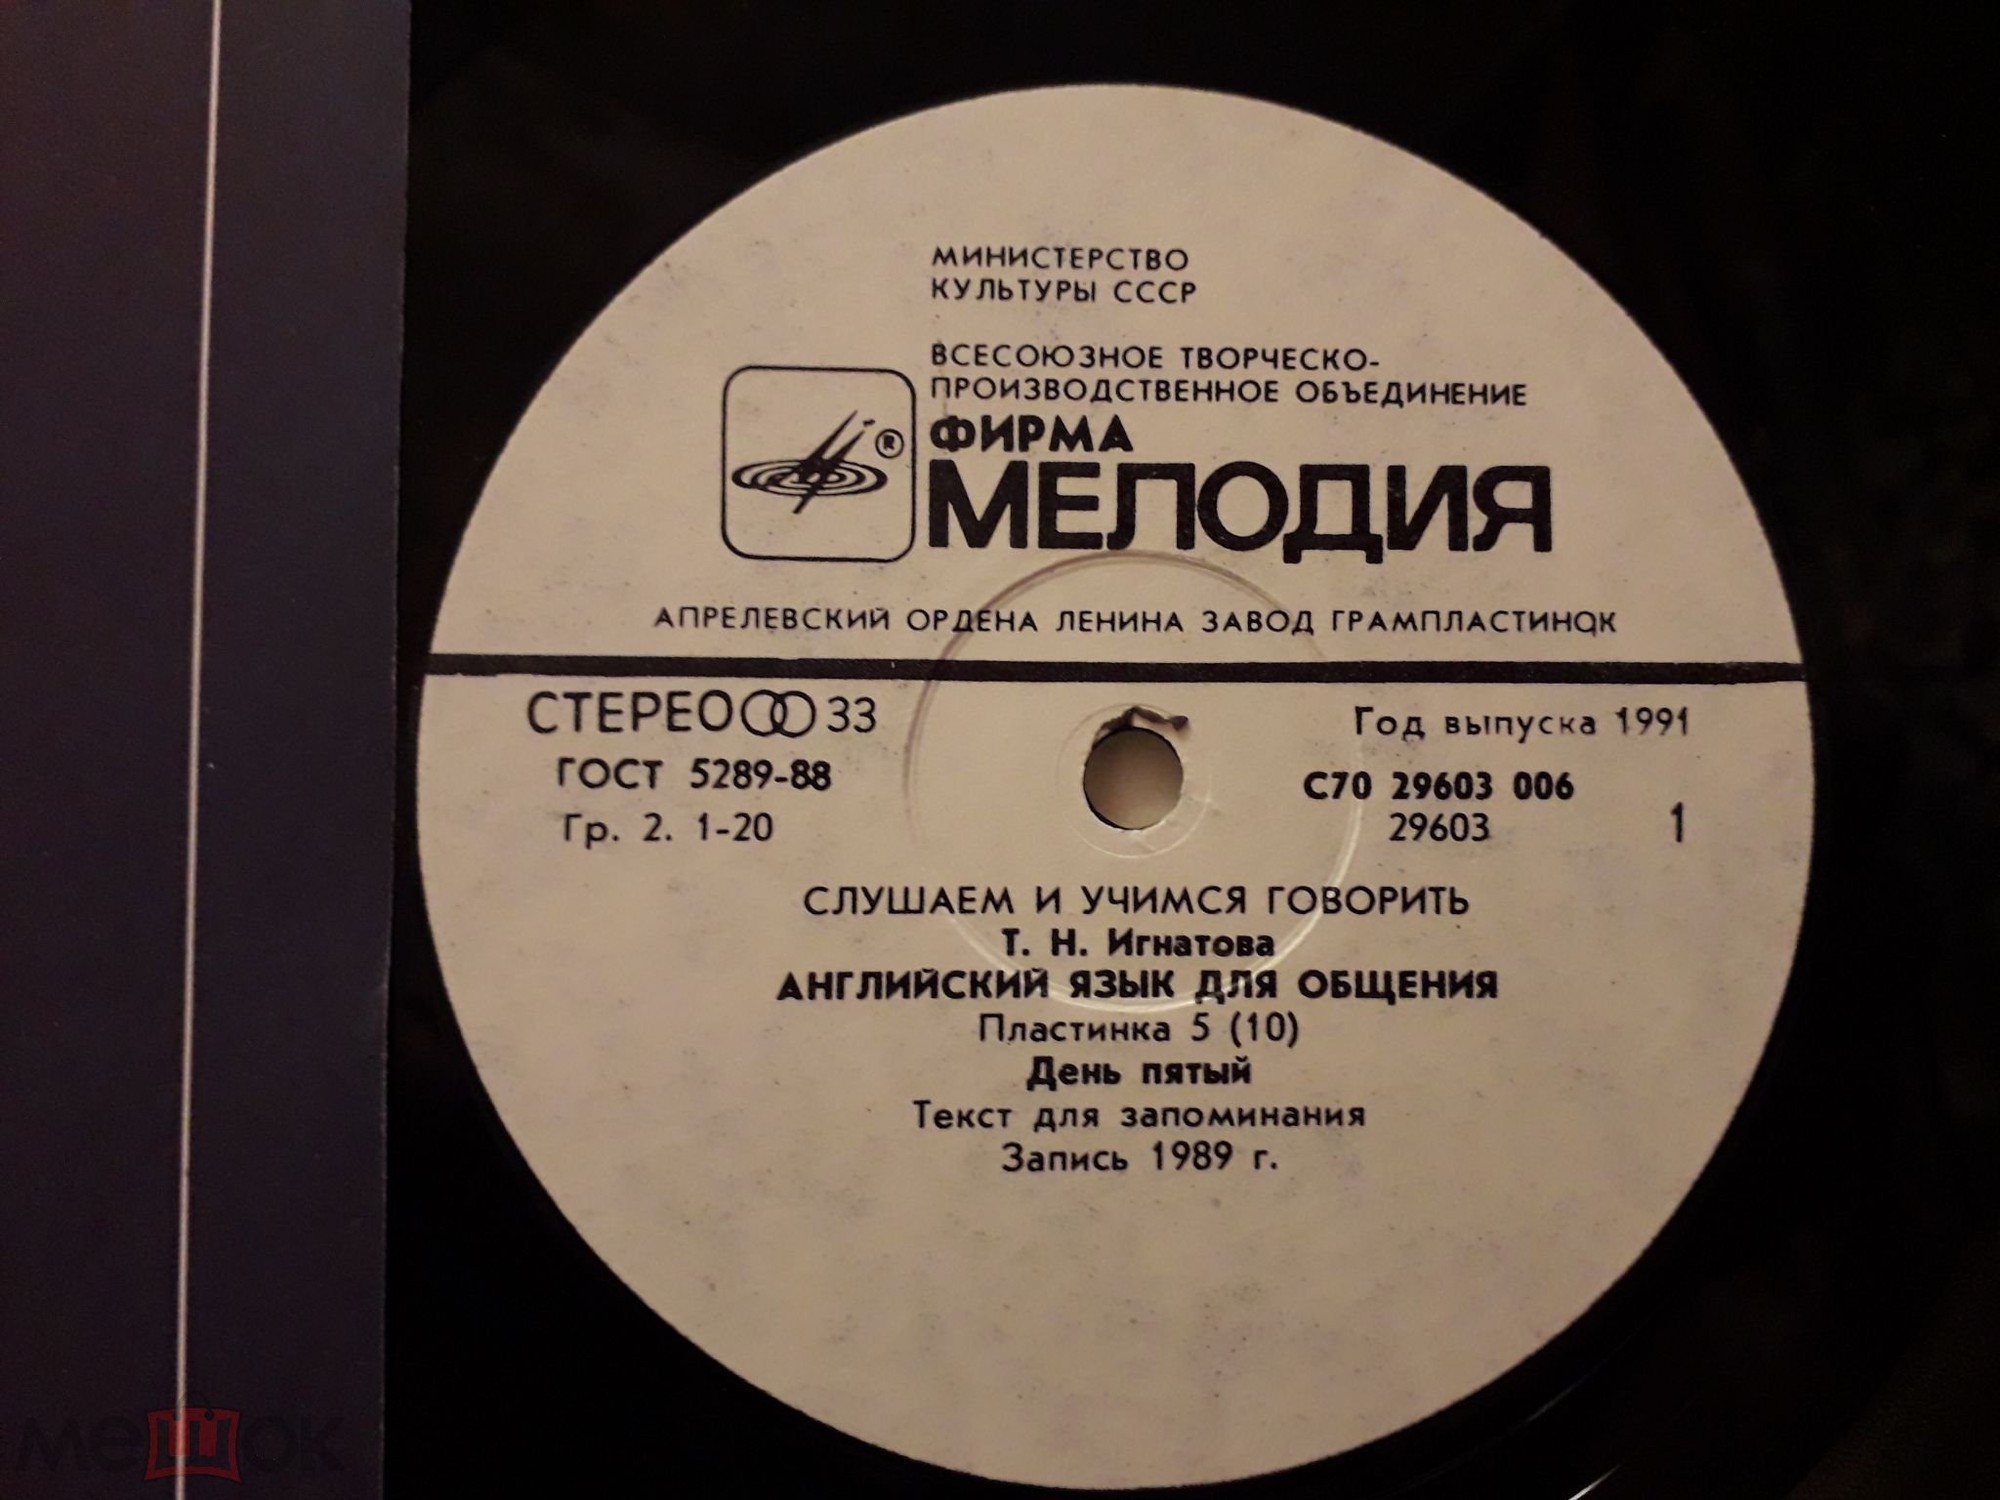 МИНИСТЕРСТВО
КУЛЬТУРЫ СССР
ВСЕСОЮЗНОЕ ТВОРЧЕСКО-
ПРОИЗВОДСТВЕННОЕ ОБЪЕДИНЕНИЕ
ФИРМА
®
МЕЛОДИЯ
АПРЕЛЕВСКИЙ ОРДЕНА ЛЕНИНА ЗАВОД ГРАМПЛАСТИНОК
СТЕРЕО 33
Год выпуска 1991
ГОСТ 5289-88
С70 29603 006
Гр. 2. 1-20
29603
1
СЛУШАЕМ И УЧИМСЯ ГОВОРИТЬ
Т. Н. Игнатова
АНГЛИЙСКИЙ ЯЗЫК ДЛЯ ОБЩЕНИЯ
Пластинка 5 (10)
День пятый
Текст для запоминания
Запись 1989 г.
мешок